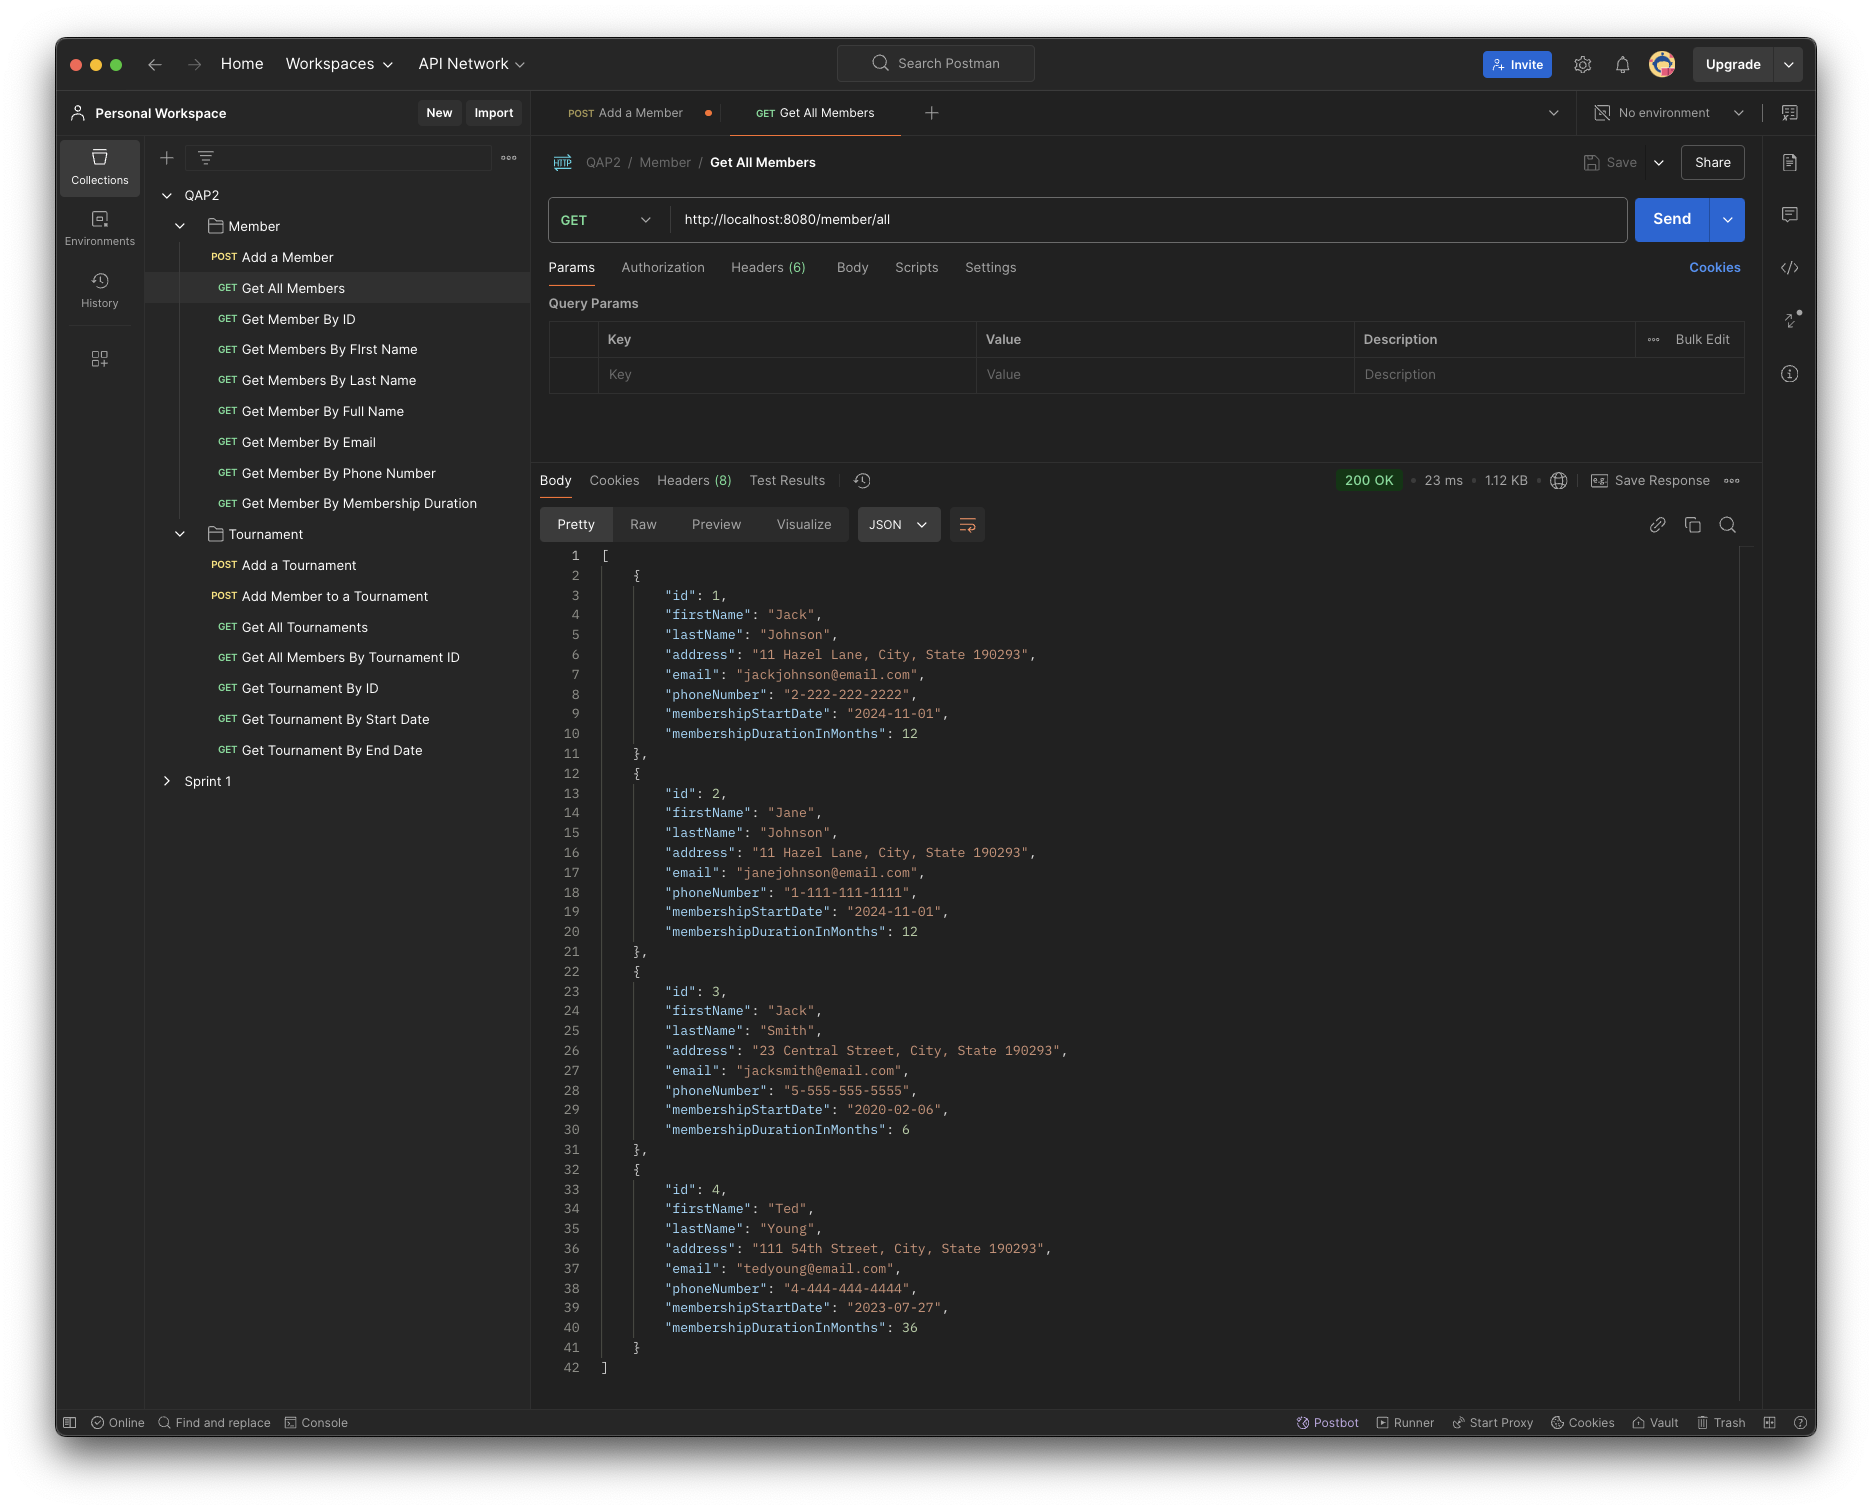 Home Workspaces API Network Search Postman Invite Upgrade
Personal Workspace New Import POST Add a Member GET Get All Members No environment
Collections
Environments
History
QAP2
Member
POST Add a Member
GET Get All Members
GET Get Member By ID
GET Get Members By FIrst Name
GET Get Members By Last Name
GET Get Member By Full Name
GET Get Member By Email
GET Get Member By Phone Number
GET Get Member By Membership Duration
Tournament
POST Add a Tournament
POST Add Member to a Tournament
GET Get All Tournaments
GET Get All Members By Tournament ID
GET Get Tournament By ID
GET Get Tournament By Start Date
GET Get Tournament By End Date
Sprint 1
HTTP QAP2 / Member / Get All Members Save Share
GET http://localhost:8080/member/all Send
Params Authorization Headers (6) Body Scripts Settings Cookies
Query Params
Key Value Description Bulk Edit
Key Value Description
Body Cookies Headers (8) Test Results 200 OK 23 ms 1.12 KB e.g. Save Response
Pretty Raw Preview Visualize JSON
1 [
2 {
3 "id": 1,
4 "firstName": "Jack",
5 "lastName": "Johnson",
6 "address": "11 Hazel Lane, City, State 190293",
7 "email": "jackjohnson@email.com",
8 "phoneNumber": "2-222-222-2222",
9 "membershipStartDate": "2024-11-01",
10 "membershipDurationInMonths": 12
11 },
12 {
13 "id": 2,
14 "firstName": "Jane",
15 "lastName": "Johnson",
16 "address": "11 Hazel Lane, City, State 190293",
17 "email": "janejohnson@email.com",
18 "phoneNumber": "1-111-111-1111",
19 "membershipStartDate": "2024-11-01",
20 "membershipDurationInMonths": 12
21 },
22 {
23 "id": 3,
24 "firstName": "Jack",
25 "lastName": "Smith",
26 "address": "23 Central Street, City, State 190293",
27 "email": "jacksmith@email.com",
28 "phoneNumber": "5-555-555-5555",
29 "membershipStartDate": "2020-02-06",
30 "membershipDurationInMonths": 6
31 },
32 {
33 "id": 4,
34 "firstName": "Ted",
35 "lastName": "Young",
36 "address": "111 54th Street, City, State 190293",
37 "email": "tedyoung@email.com",
38 "phoneNumber": "4-444-444-4444",
39 "membershipStartDate": "2023-07-27",
40 "membershipDurationInMonths": 36
41 }
42 ]
Online Find and replace Console Postbot Runner Start Proxy Cookies Vault Trash